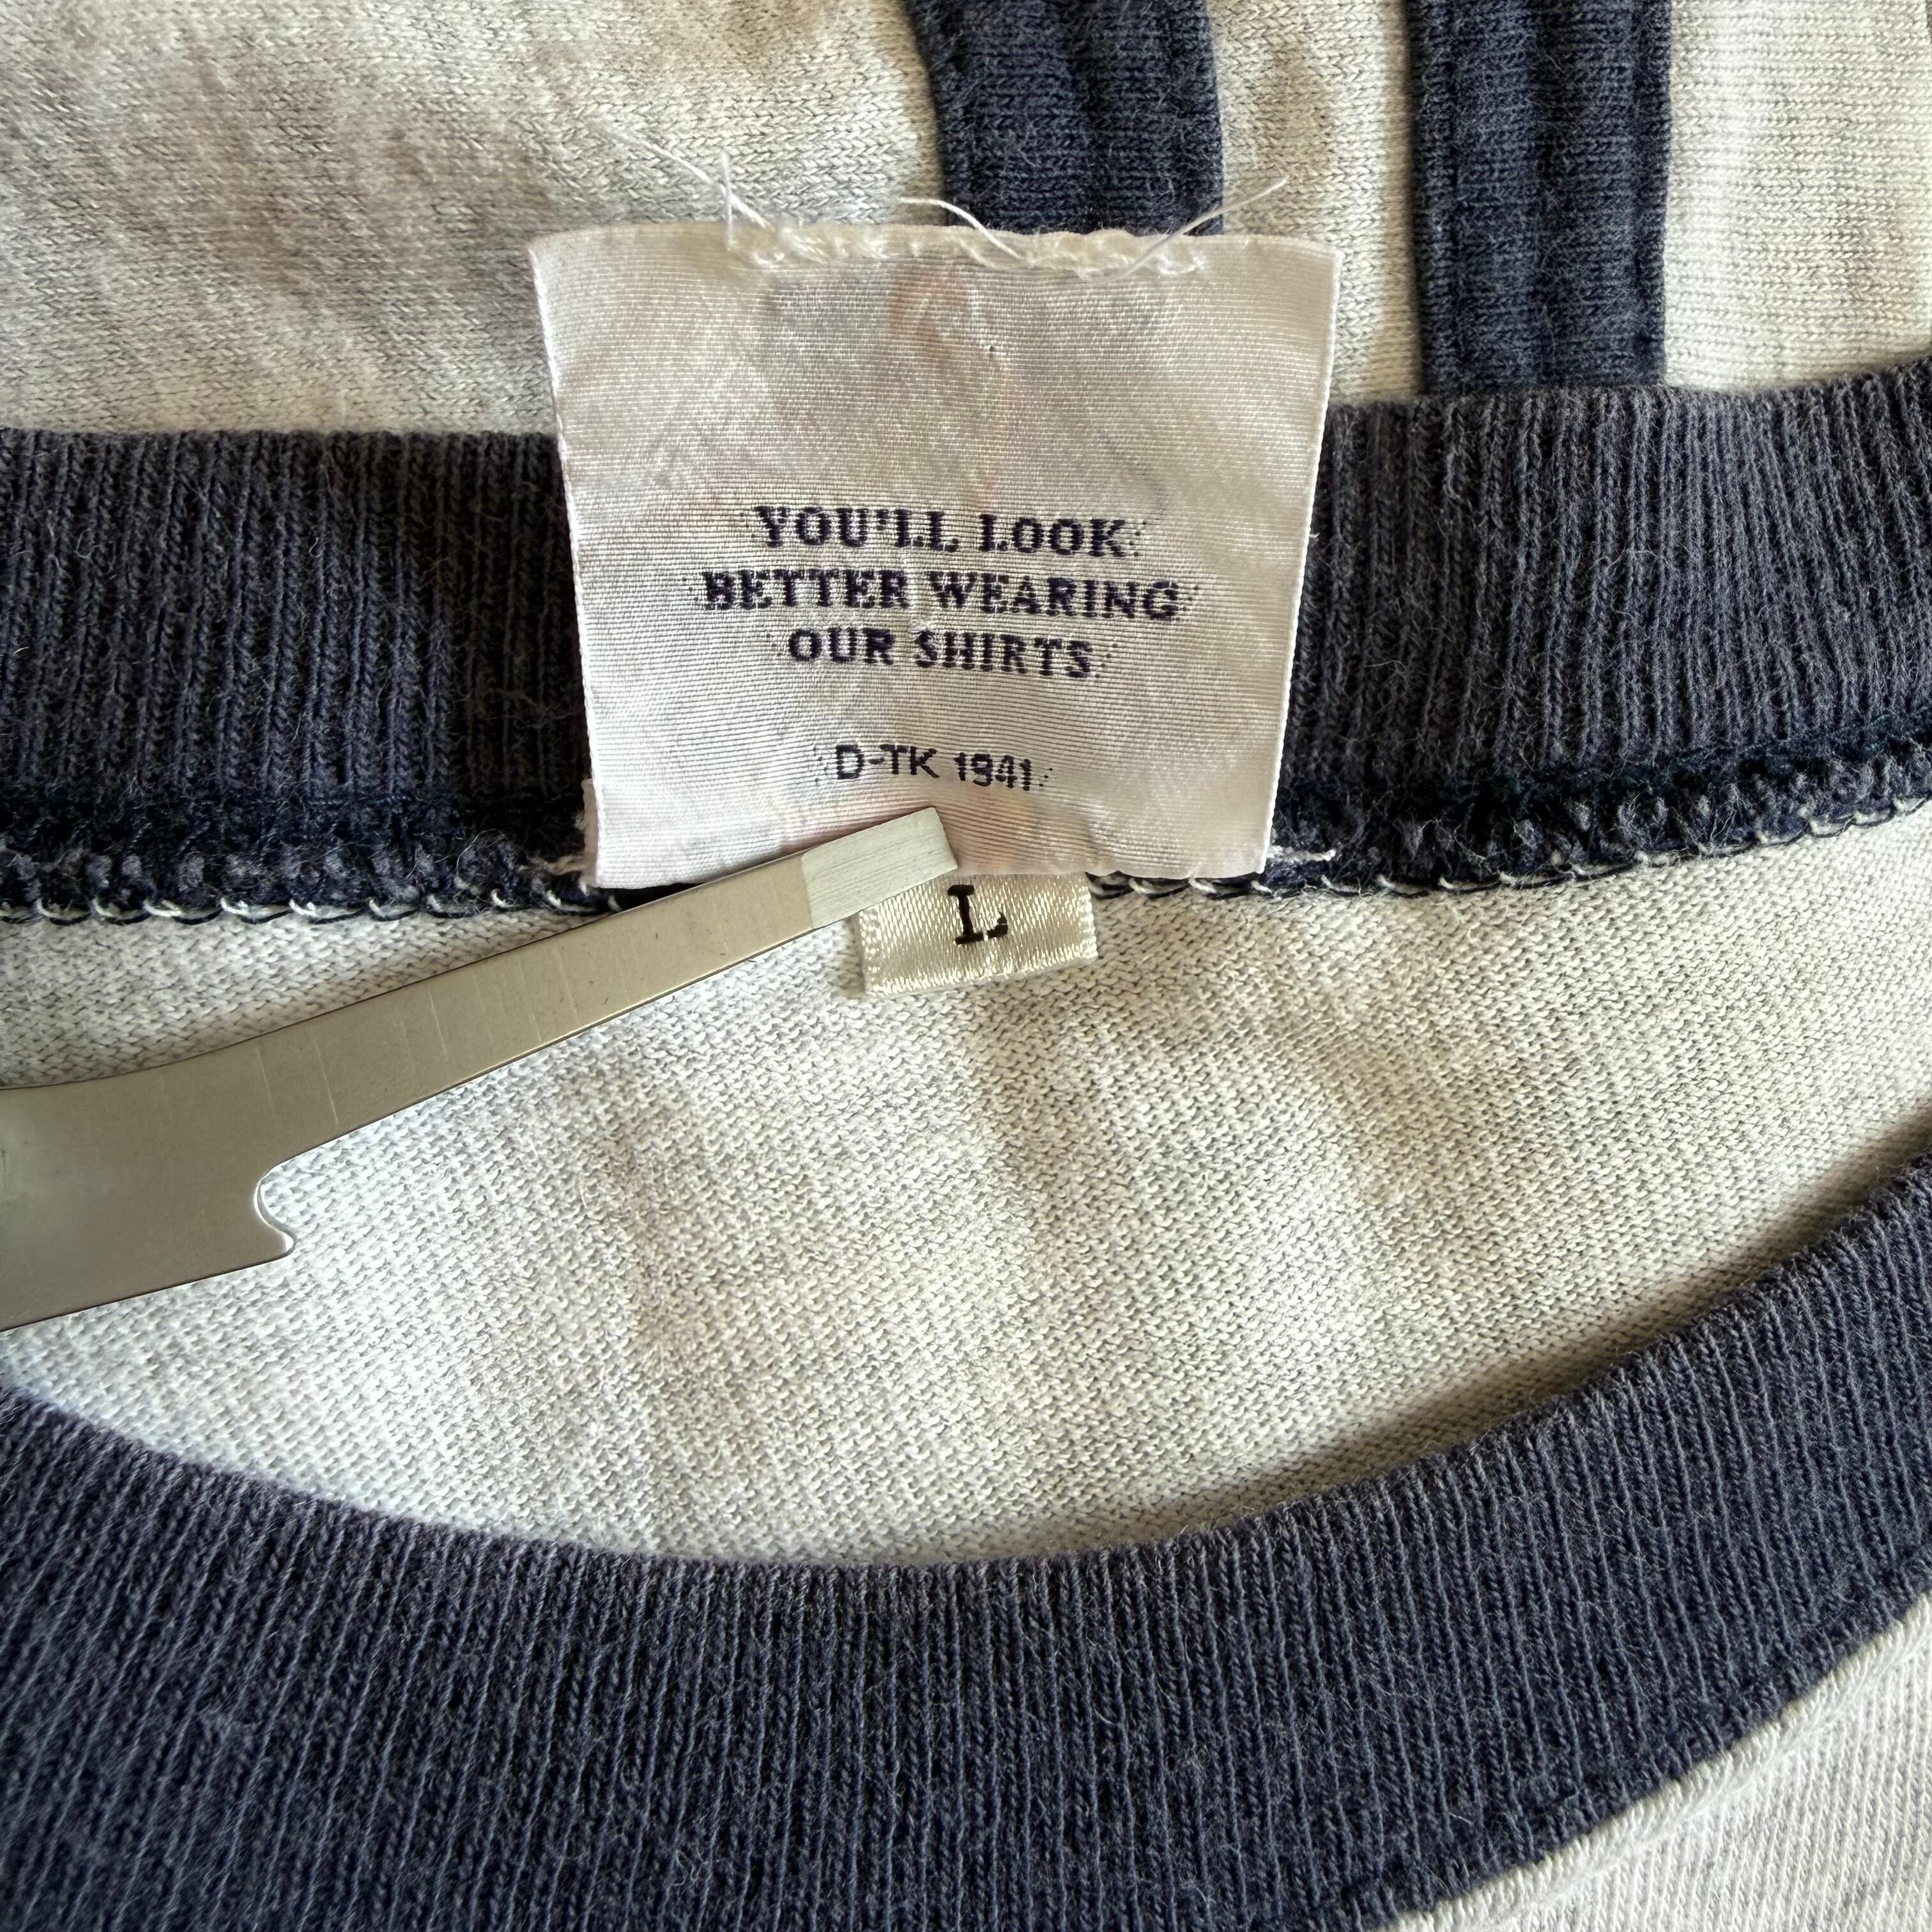 YOU'LL LOOK
BETTER WEARING
OUR SHIRTS
D-TK 1941
L